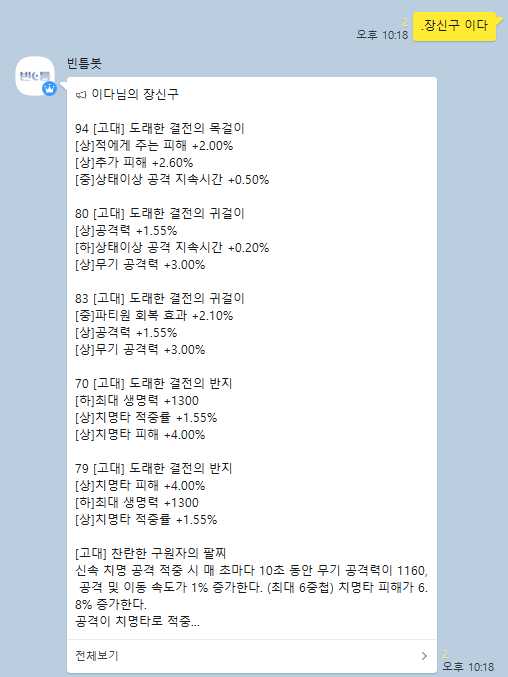 2
오후 10:18
.장신구 이다
빈틈
빈틈봇
이다님의 장신구
94 [고대] 도래한 결전의 목걸이
[상]적에게 주는 피해 +2.00%
[상]추가 피해 +2.60%
[중]상태이상 공격 지속시간 +0.50%
80 [고대] 도래한 결전의 귀걸이
[상]공격력 +1.55%
[하]상태이상 공격 지속시간 +0.20%
[상]무기 공격력 +3.00%
83 [고대] 도래한 결전의 귀걸이
[중]파티원 회복 효과 +2.10%
[상]공격력 +1.55%
[상]무기 공격력 +3.00%
70 [고대] 도래한 결전의 반지
[하]최대 생명력 +1300
[상]치명타 적중률 +1.55%
[상]치명타 피해 +4.00%
79 [고대] 도래한 결전의 반지
[상]치명타 피해 +4.00%
[하]최대 생명력 +1300
[상]치명타 적중률 +1.55%
[고대] 찬란한 구원자의 팔찌
신속 치명 공격 적중 시 매 초마다 10초 동안 무기 공격력이 1160,
공격 및 이동 속도가 1% 증가한다. (최대 6중첩) 치명타 피해가 6.
8% 증가한다.
공격이 치명타로 적중...
전체보기
2
오후 10:18